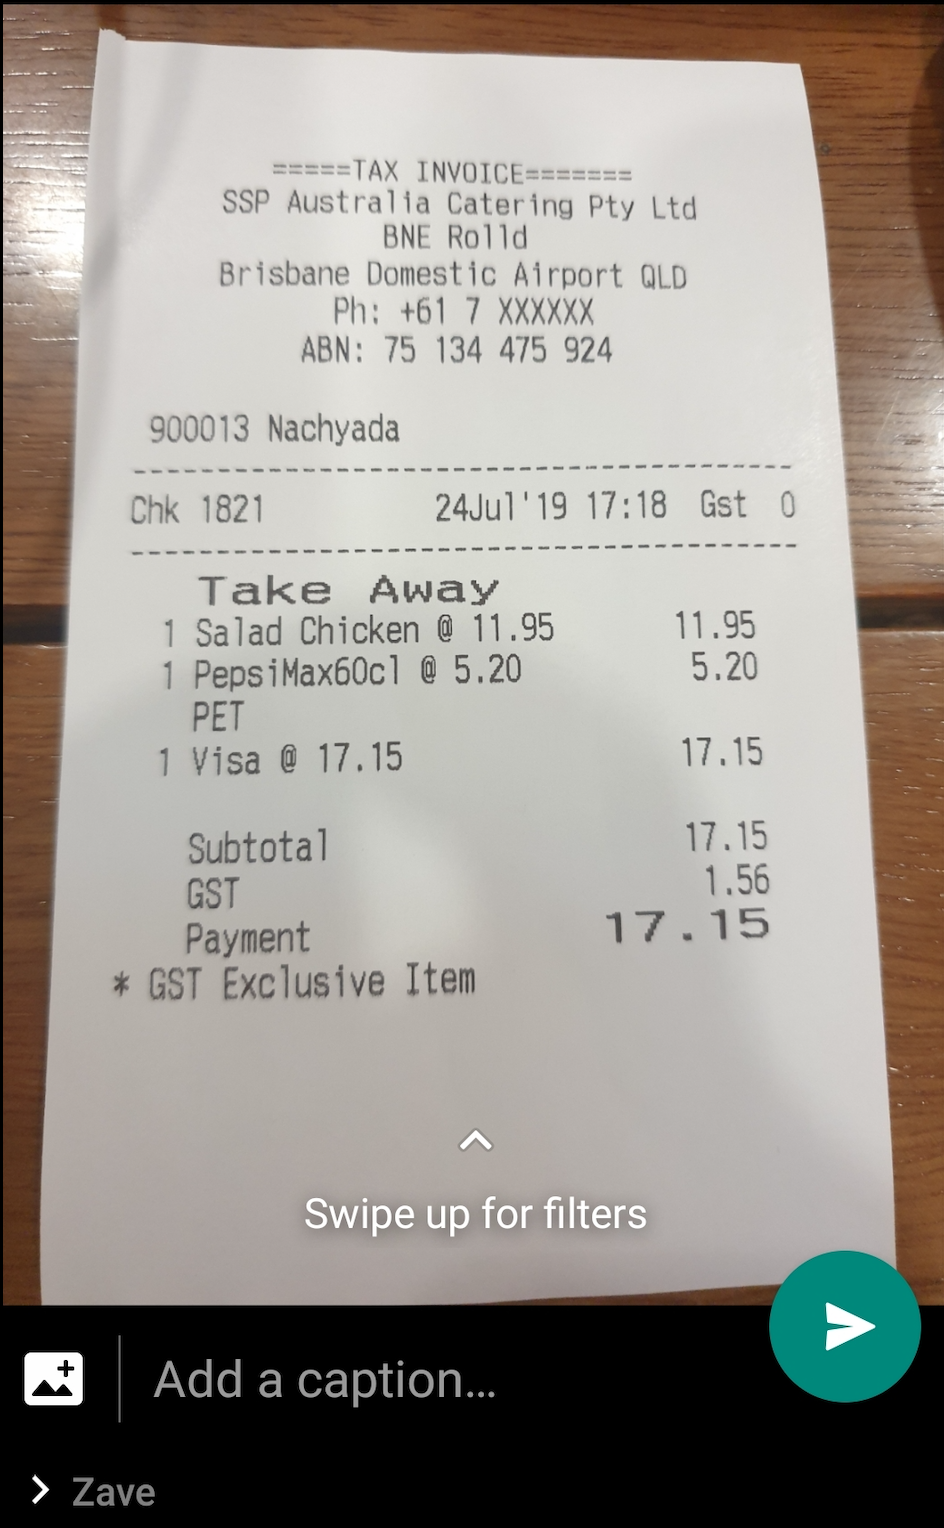 =====TAX INVOICE=======
SSP Australia Catering Pty Ltd
BNE Rolld
Brisbane Domestic Airport QLD
Ph: +61 7 XXXXXX
ABN: 75 134 475 924
900013 Nachyada
Chk 1821 24Jul'19 17:18 Gst 0
Take Away
1 Salad Chicken @ 11.95 11.95
1 PepsiMax60cl @ 5.20 5.20
PET
1 Visa @ 17.15 17.15
Subtotal 17.15
GST 1.56
Payment 17.15
* GST Exclusive Item
Swipe up for filters
Add a caption...
Zave